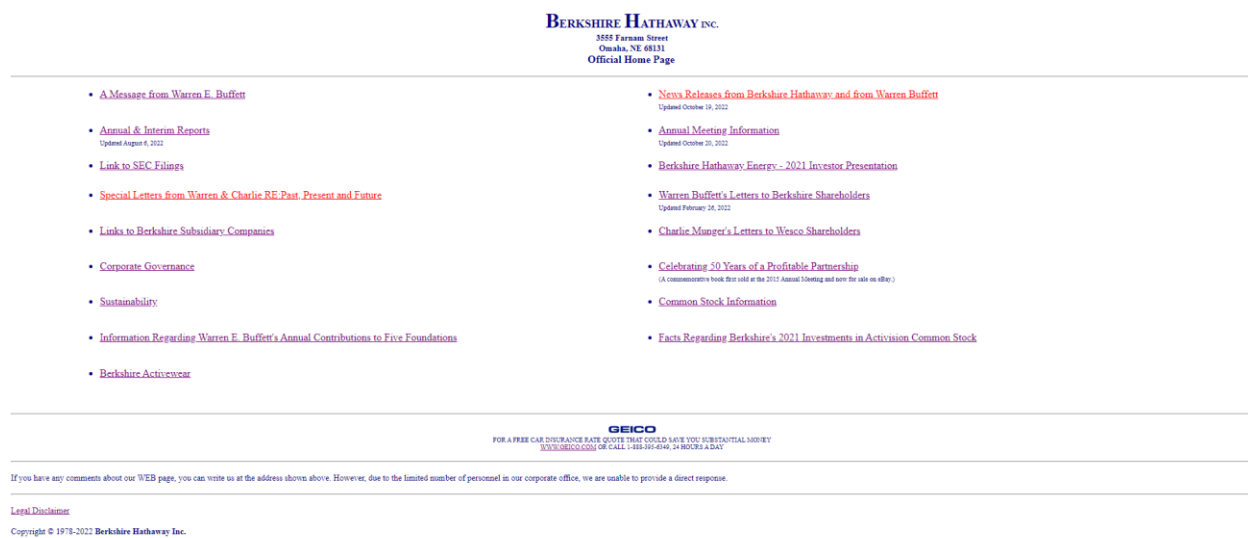 BERKSHIRE HATHAWAY INC.
3555 Farnam Street
Omaha, NE 68131
Official Home Page
A Message from Warren E. Buffett
News Releases from Berkshire Hathaway and from Warren Buffett
Updated October 19, 2022
Annual & Interim Reports
Updated August 6, 2022
Annual Meeting Information
Updated October 20, 2022
Link to SEC Filings
Berkshire Hathaway Energy - 2021 Investor Presentation
Special Letters from Warren & Charlie RE:Past, Present and Future
Warren Buffett's Letters to Berkshire Shareholders
Updated February 26, 2022
Links to Berkshire Subsidiary Companies
Charlie Munger's Letters to Wesco Shareholders
Corporate Governance
Celebrating 50 Years of a Profitable Partnership
(A commemorative book first sold at the 2015 Annual Meeting and now for sale on eBay.)
Sustainability
Common Stock Information
Information Regarding Warren E. Buffett's Annual Contributions to Five Foundations
Facts Regarding Berkshire's 2021 Investments in Activision Common Stock
Berkshire Activewear
GEICO
FOR A FREE CAR INSURANCE RATE QUOTE THAT COULD SAVE YOU SUBSTANTIAL MONEY
WWW.GEICO.COM OR CALL 1-888-395-6349, 24 HOURS A DAY
If you have any comments about our WEB page, you can write us at the address shown above. However, due to the limited number of personnel in our corporate office, we are unable to provide a direct response.
Legal Disclaimer
Copyright © 1978-2022 Berkshire Hathaway Inc.